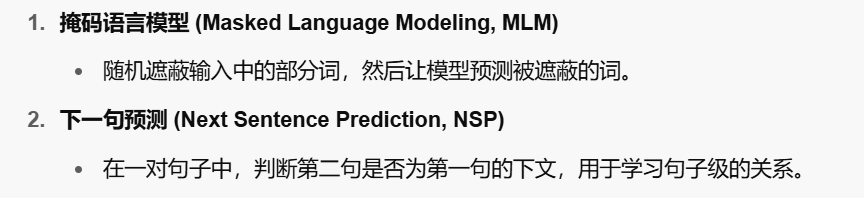 1. 掩码语言模型 (Masked Language Modeling, MLM)
• 随机遮蔽输入中的部分词，然后让模型预测被遮蔽的词。
2. 下一句预测 (Next Sentence Prediction, NSP)
• 在一对句子中，判断第二句是否为第一句的下文，用于学习句子级的关系。